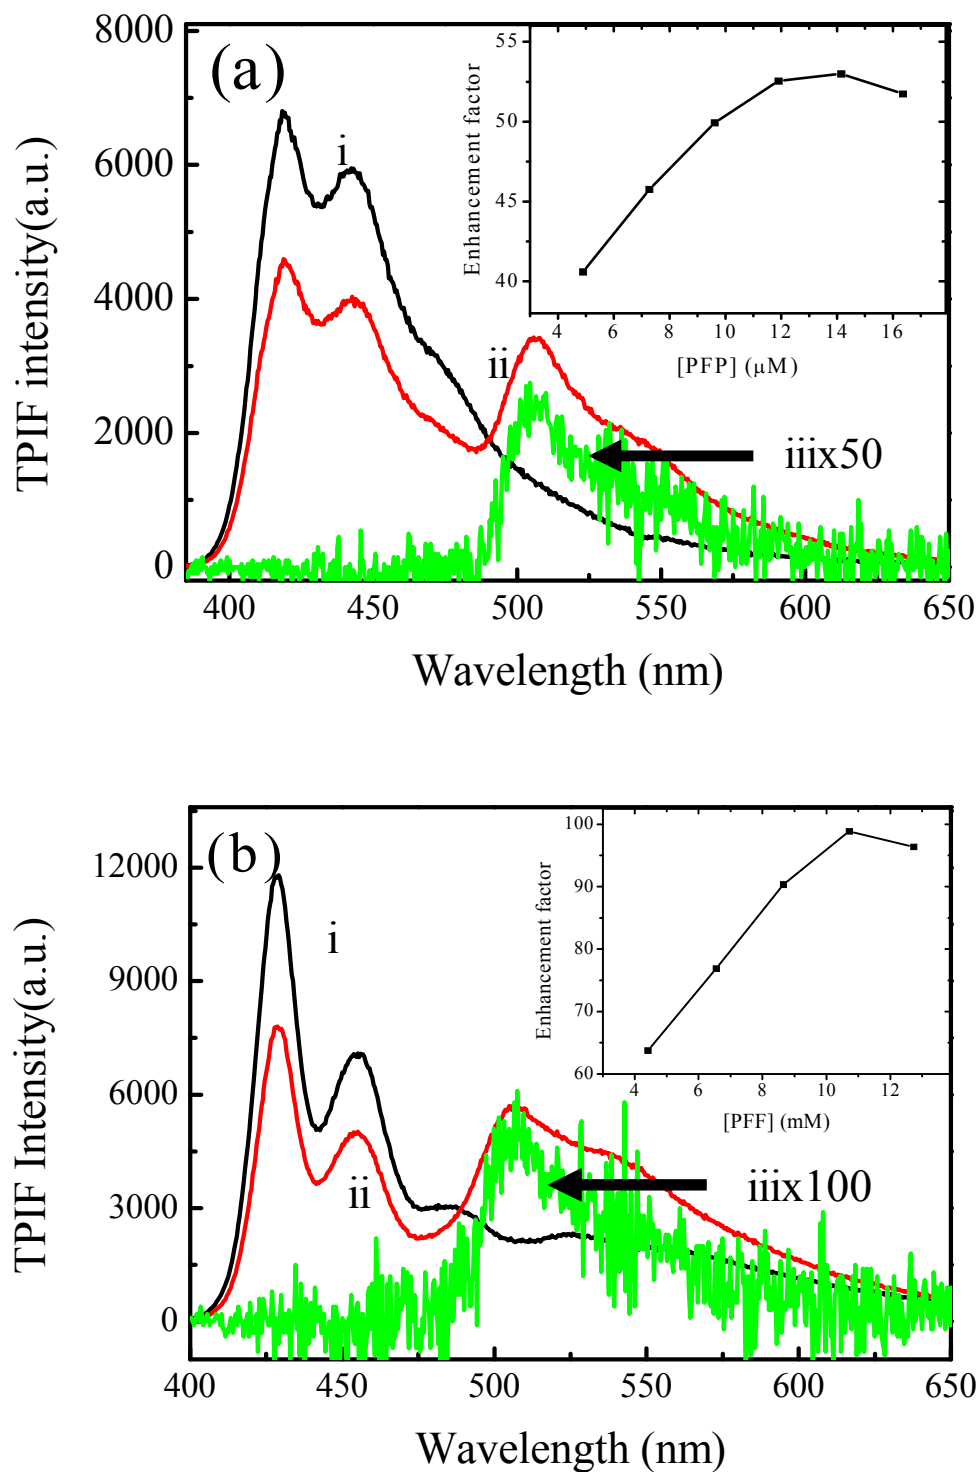 (a)
8000
6000
4000
2000
0
TPIF intensity(a.u.)
i
ii
iiix50
400 450 500 550 600 650
Wavelength (nm)
55
50
45
40
Enhancement factor
4 6 8 10 12 14 16
[PFP] (μM)
(b)
12000
9000
6000
3000
0
TPIF Intensity(a.u.)
i
ii
iiix100
400 450 500 550 600 650
Wavelength (nm)
100
90
80
70
60
Enhancement factor
4 6 8 10 12
[PFF] (mM)